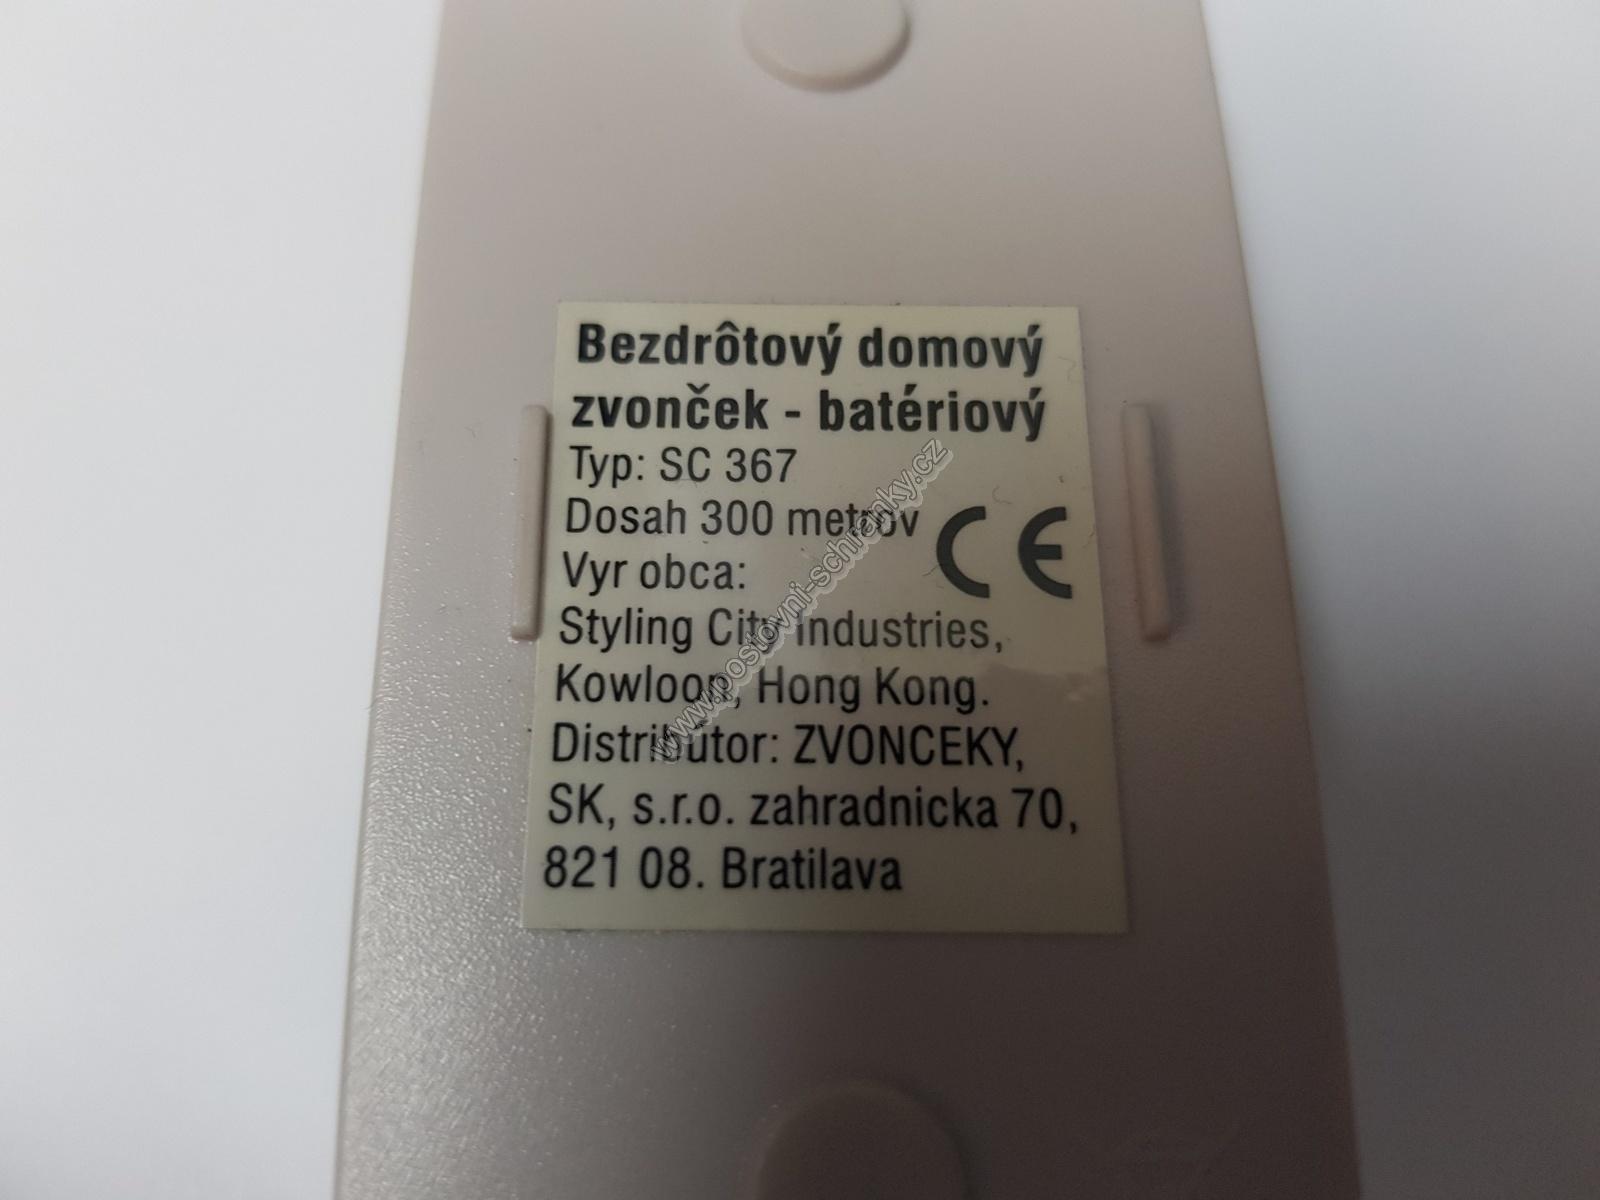 Bezdrôtový domový
zvonček - batériový
Typ: SC 367
Dosah 300 metrov
Vyr obca:
CE
Styling City Industries,
Kowloon, Hong Kong.
Distribútor: ZVONCEKY,
SK, s.r.o. zahradnicka 70,
821 08. Bratilava
www.postovni-schranky.cz